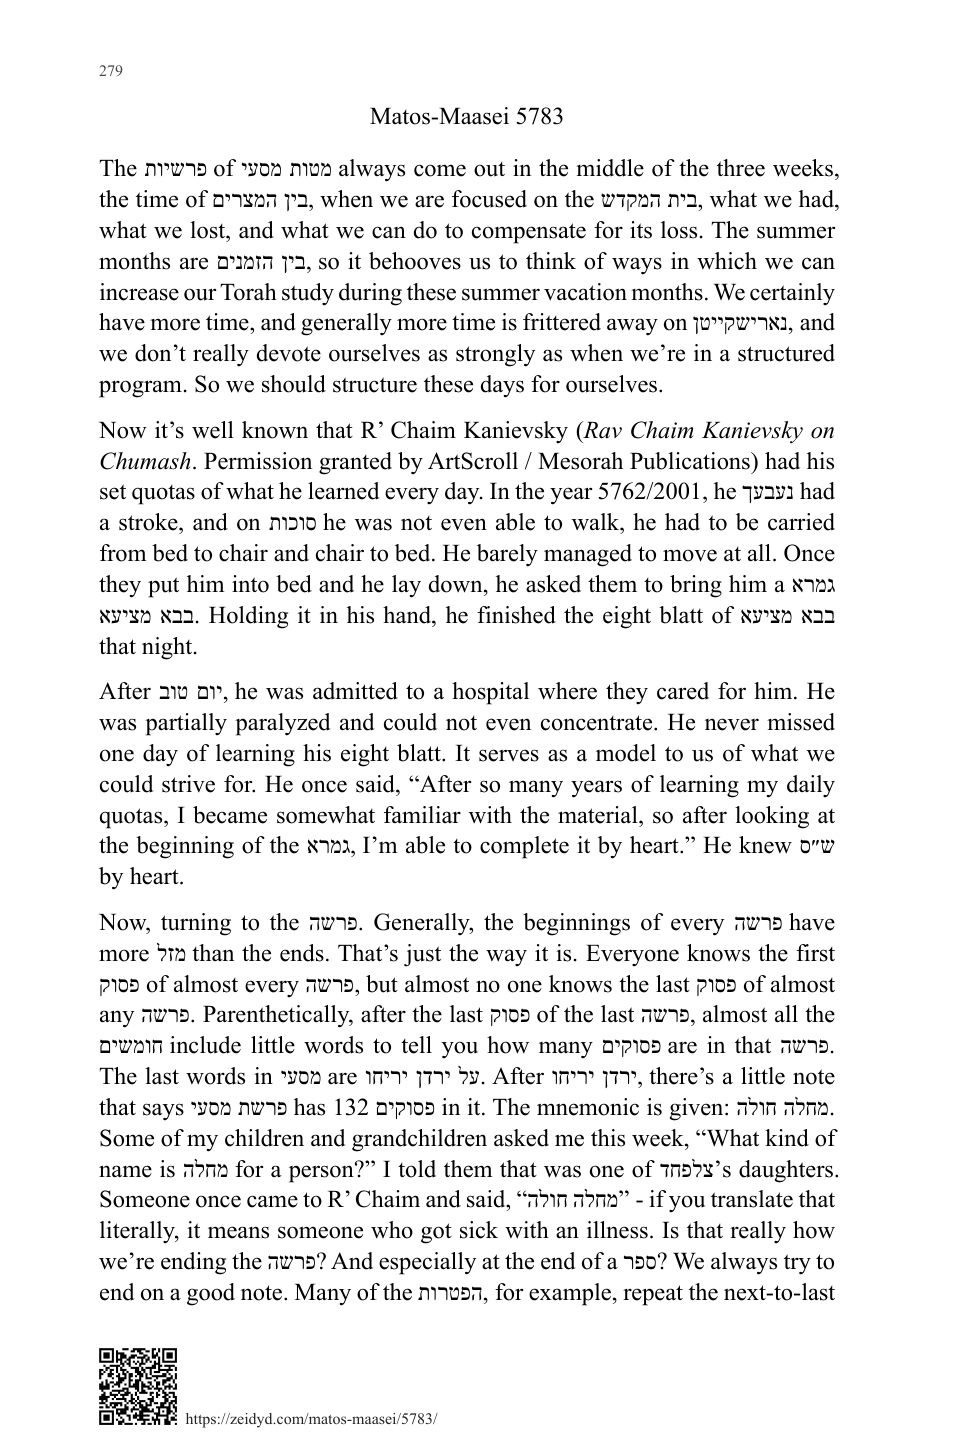 279
Matos-Maasei 5783
The פרשיות of מטות מסעי always come out in the middle of the three weeks,
the time of בין המצרים, when we are focused on the בית המקדש, what we had,
what we lost, and what we can do to compensate for its loss. The summer
months are בין הזמנים, so it behooves us to think of ways in which we can
increase our Torah study during these summer vacation months. We certainly
have more time, and generally more time is frittered away on נארישקייטן, and
we don’t really devote ourselves as strongly as when we’re in a structured
program. So we should structure these days for ourselves.
Now it’s well known that R’ Chaim Kanievsky (Rav Chaim Kanievsky on
Chumash. Permission granted by ArtScroll / Mesorah Publications) had his
set quotas of what he learned every day. In the year 5762/2001, he נעבעך had
a stroke, and on סוכות he was not even able to walk, he had to be carried
from bed to chair and chair to bed. He barely managed to move at all. Once
they put him into bed and he lay down, he asked them to bring him a גמרא
בבא מציעא. Holding it in his hand, he finished the eight blatt of בבא מציעא
that night.
After יום טוב, he was admitted to a hospital where they cared for him. He
was partially paralyzed and could not even concentrate. He never missed
one day of learning his eight blatt. It serves as a model to us of what we
could strive for. He once said, “After so many years of learning my daily
quotas, I became somewhat familiar with the material, so after looking at
the beginning of the גמרא, I’m able to complete it by heart.” He knew ש״ס
by heart.
Now, turning to the פרשה. Generally, the beginnings of every פרשה have
more מזל than the ends. That’s just the way it is. Everyone knows the first
פסוק of almost every פרשה, but almost no one knows the last פסוק of almost
any פרשה. Parenthetically, after the last פסוק of the last פרשה, almost all the
חומשים include little words to tell you how many פסוקים are in that פרשה.
The last words in מסעי are על ירדן יריחו. After ירדן יריחו, there’s a little note
that says פרשת מסעי has 132 פסוקים in it. The mnemonic is given: מחלה חולה.
Some of my children and grandchildren asked me this week, “What kind of
name is מחלה for a person?” I told them that was one of צלפחד’s daughters.
Someone once came to R’ Chaim and said, “מחלה חולה” - if you translate that
literally, it means someone who got sick with an illness. Is that really how
we’re ending the פרשה? And especially at the end of a ספר? We always try to
end on a good note. Many of the הפטרות, for example, repeat the next-to-last
https://zeidyd.com/matos-maasei/5783/